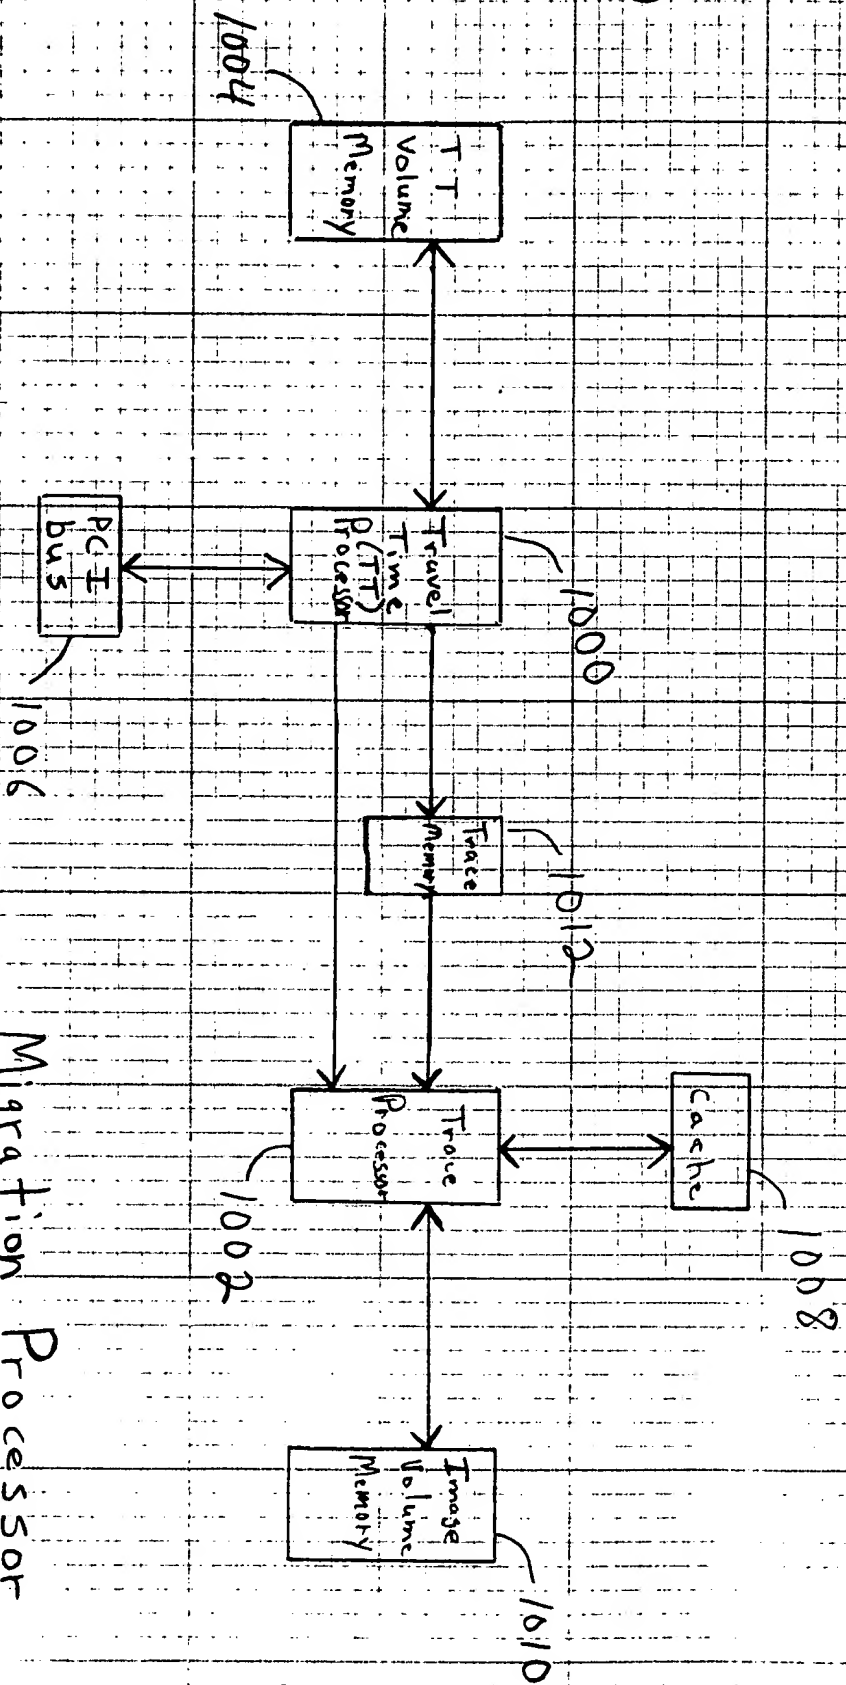 1008
Cache
1000
1012
1010
T T
Volume
Memory
Travel
Time
(TT)
Processor
Trace
Memory
Trace
Processor
Image
Volume
Memory
1004
1002
PCI
bus
1006
Migration Processor